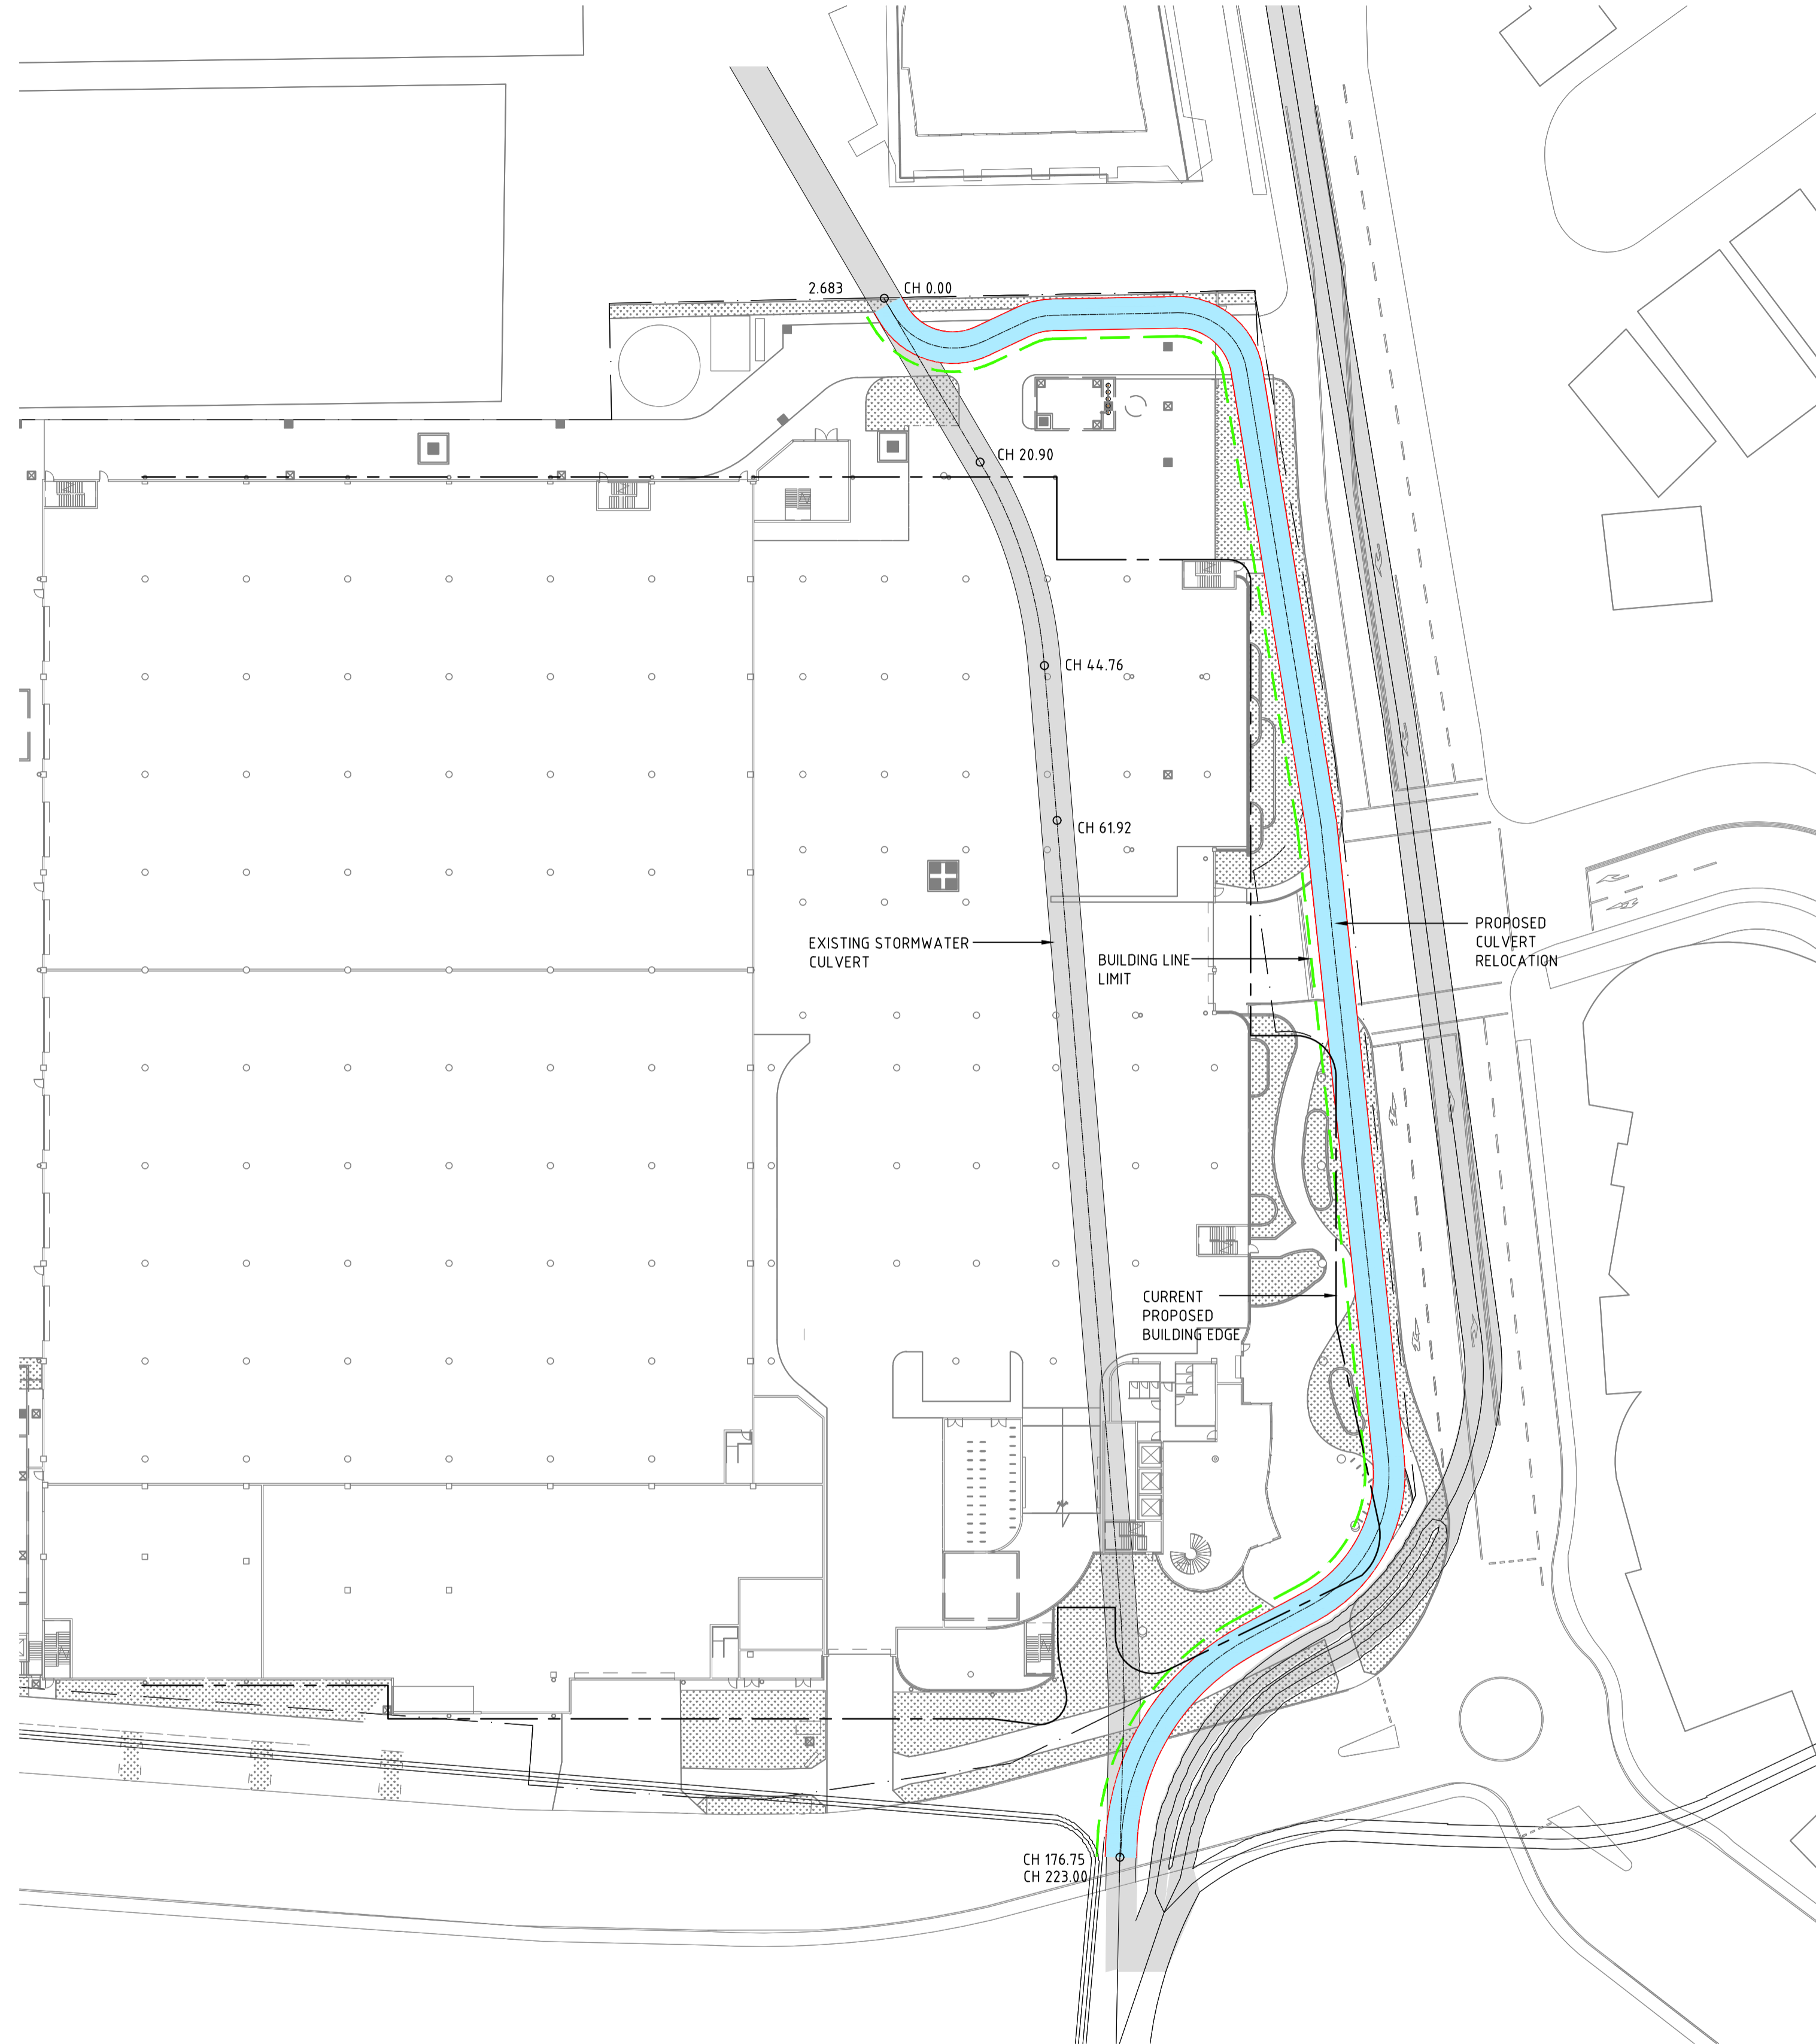 2.683
CH 0.00
CH 20.90
CH 44.76
CH 61.92
EXISTING STORMWATER
CULVERT
BUILDING LINE
LIMIT
PROPOSED
CULVERT
RELOCATION
CURRENT
PROPOSED
BUILDING EDGE
CH 176.75
CH 223.00